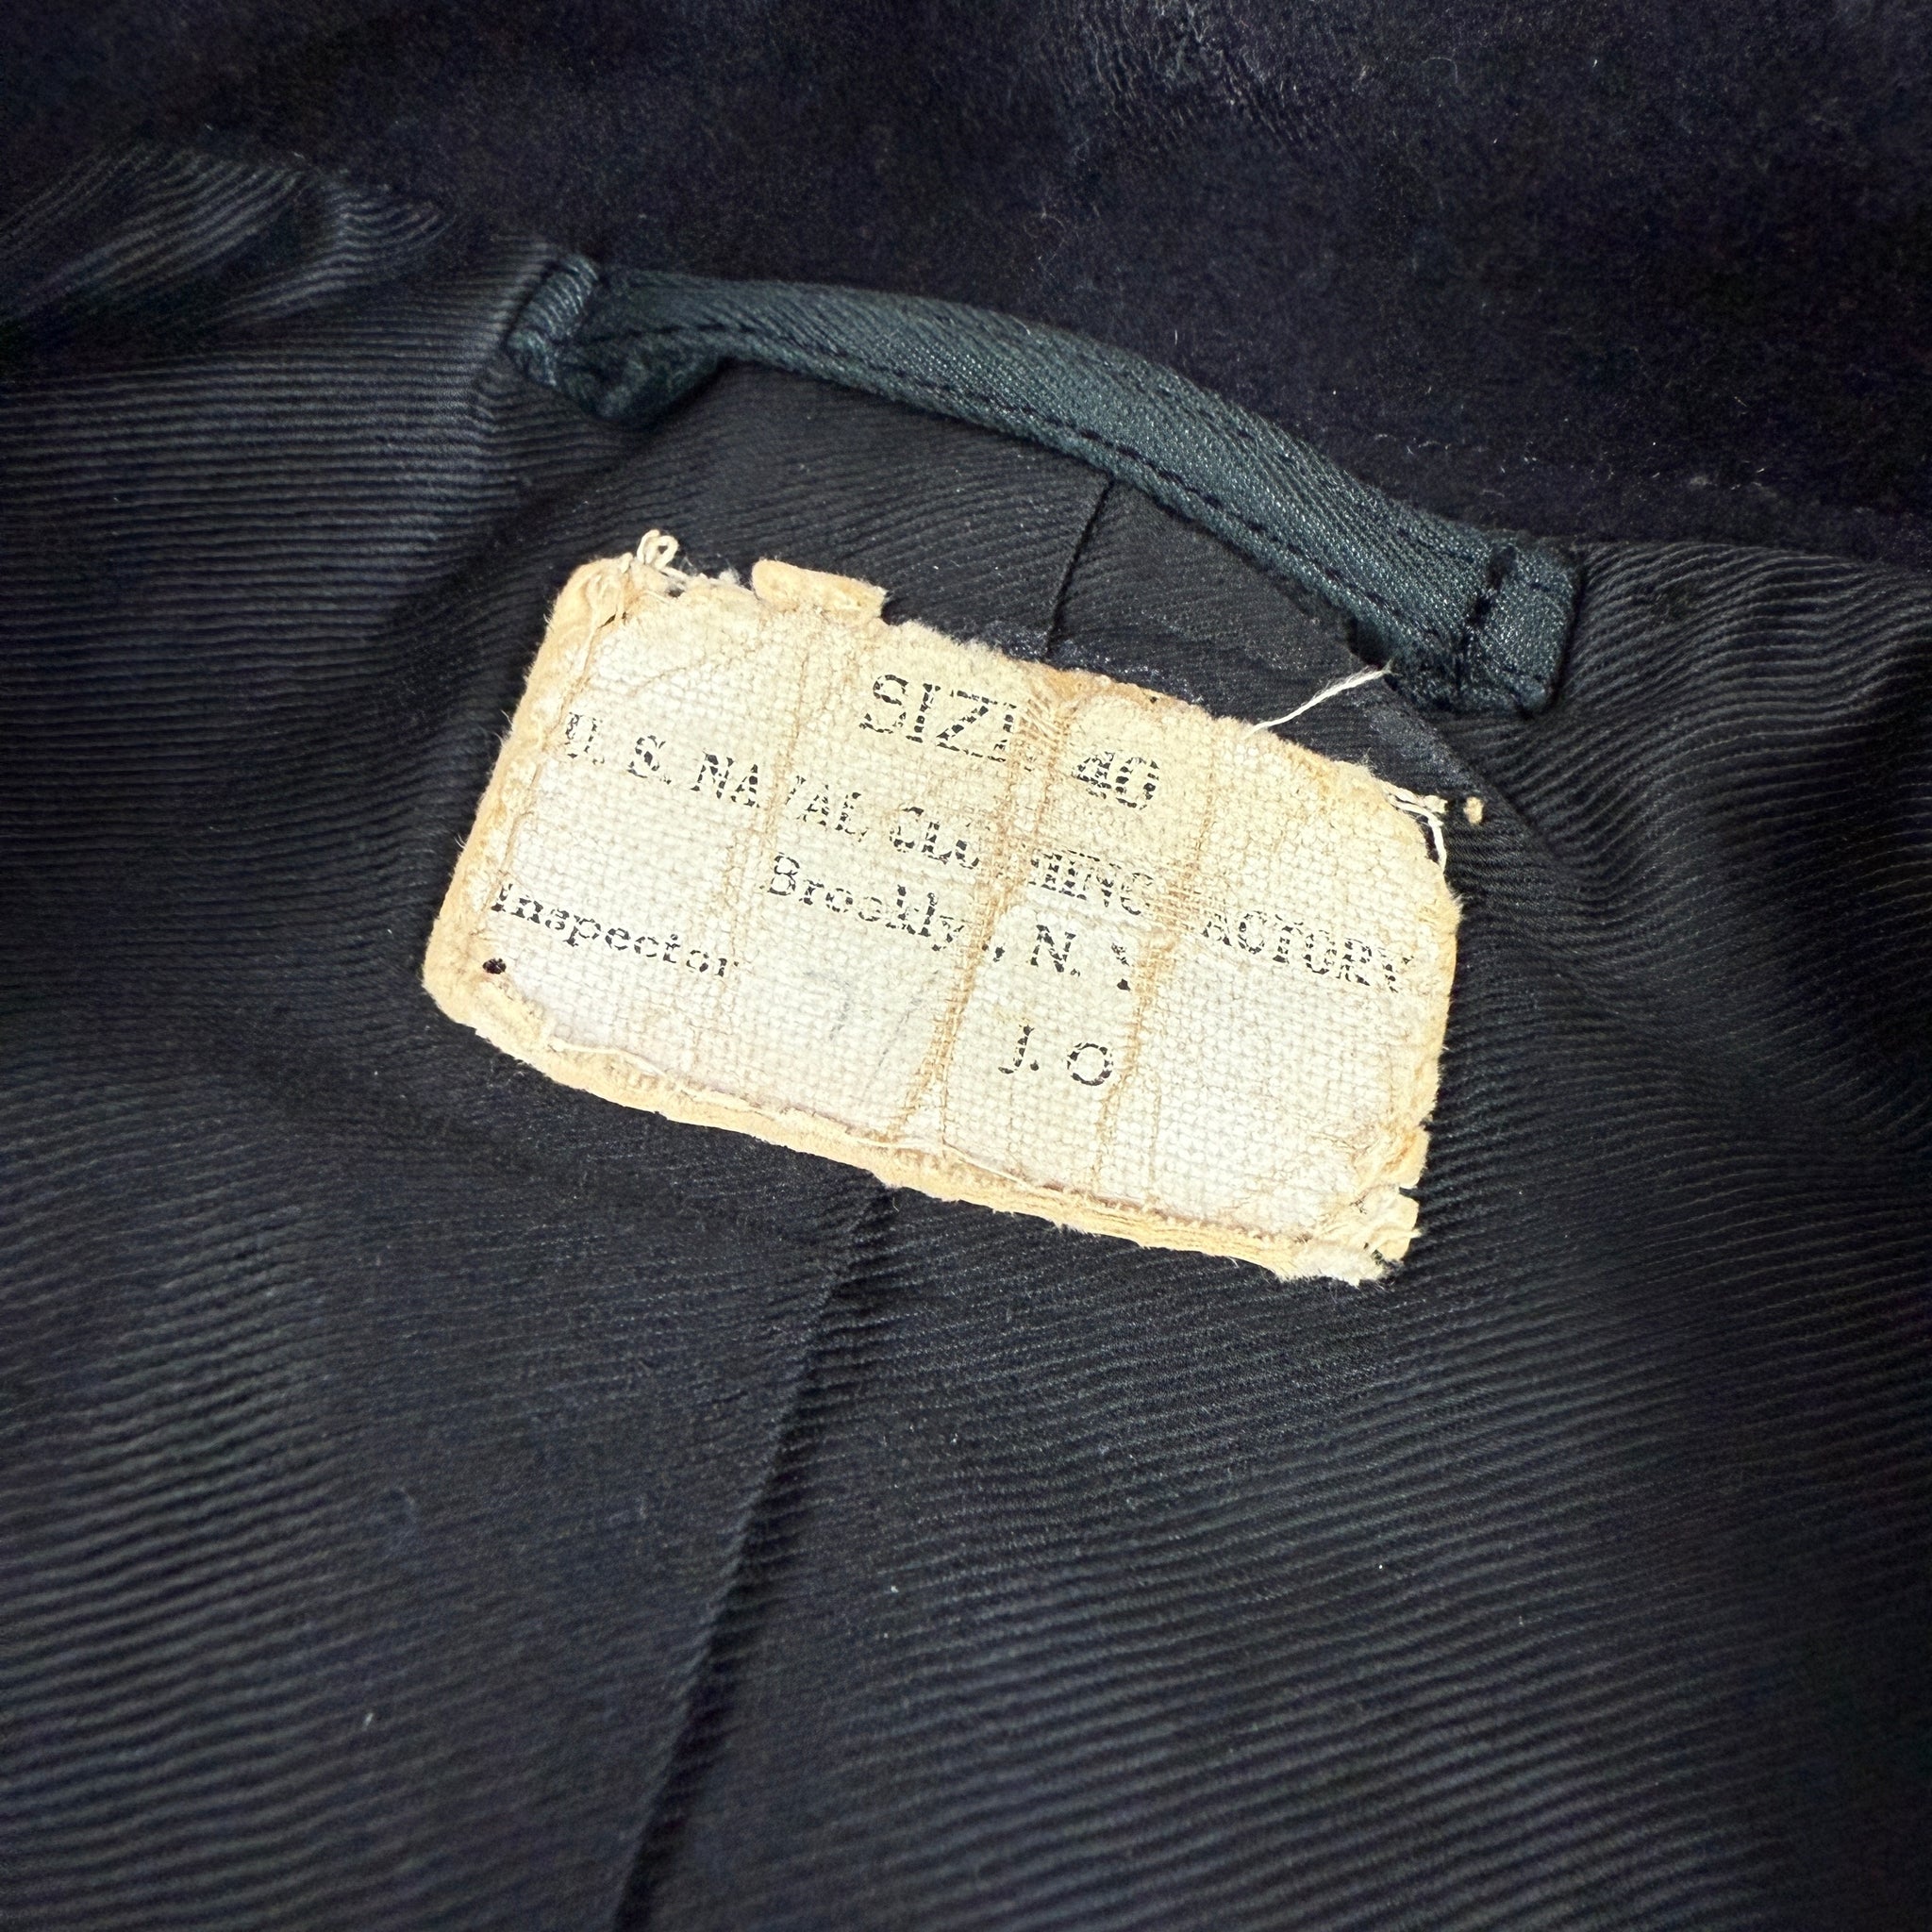 SIZE 40
U. S. NAVAL CLOTHING FACTORY
Brooklyn, N. Y.
Inspector
J. O